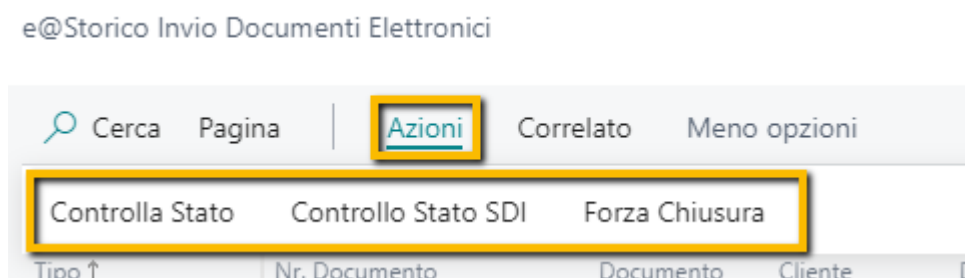 e@Storico Invio Documenti Elettronici
Cerca Pagina Azioni Correlato Meno opzioni
Controlla Stato Controllo Stato SDI Forza Chiusura
Tipo ↑ Nr. Documento Documento Cliente